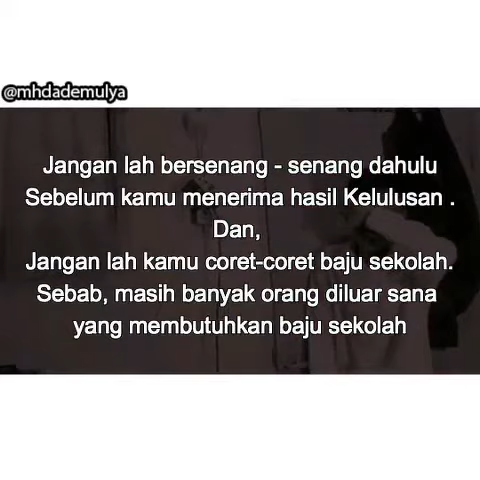 @mhdademulya
Jangan lah bersenang - senang dahulu
Sebelum kamu menerima hasil Kelulusan .
Dan,
Jangan lah kamu coret-coret baju sekolah.
Sebab, masih banyak orang diluar sana
yang membutuhkan baju sekolah